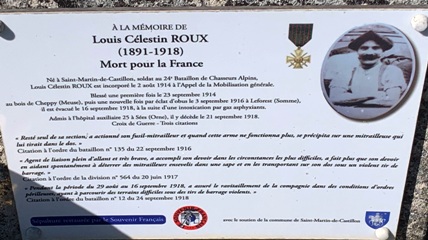 À LA MÉMOIRE DE
Louis Célestin ROUX
(1891-1918)
Mort pour la France
Né à Saint-Martin-de-Castillon, soldat au 24e Bataillon de Chasseurs Alpins,
Louis Célestin ROUX est incorporé le 2 août 1914 à l'Appel de la Mobilisation générale.
Blessé une première fois le 23 septembre 1914
au bois de Cheppy (Meuse), puis une nouvelle fois par éclat d'obus le 3 septembre 1916 à Leforest (Somme),
il est évacué le 16 septembre 1918, à la suite d'une intoxication par gaz asphyxiants.
Admis à l'hôpital auxiliaire 25 à Sées (Orne), il y décède le 21 septembre 1918.
Croix de Guerre - Trois citations
« Resté seul de sa section, a actionné son fusil-mitrailleur et quand cette arme ne fonctionna plus, se précipita sur une mitrailleuse qui
lui tirait dans le dos. »
Citation à l'ordre du bataillon n° 135 du 22 septembre 1916
« Agent de liaison plein d'allant et très brave, a accompli son devoir dans les circonstances les plus difficiles, a fait plus que son devoir
en aidant spontanément à déterrer des mitrailleurs ensevelis dans une sape et en les transportant sur son dos sous un violent tir de
barrage. »
Citation à l'ordre de la division n° 564 du 20 juin 1917
« Pendant la période du 29 août au 16 septembre 1918, a assuré le ravitaillement de la compagnie dans des conditions d'ordres
périlleuses, ayant à parcourir des terrains difficiles sous des tirs de barrage violents. »
Citation à l'ordre du bataillon n° 12 du 24 septembre 1918
Sépulture restaurée par le Souvenir Français
avec le soutien de la commune de Saint-Martin-de-Castillon